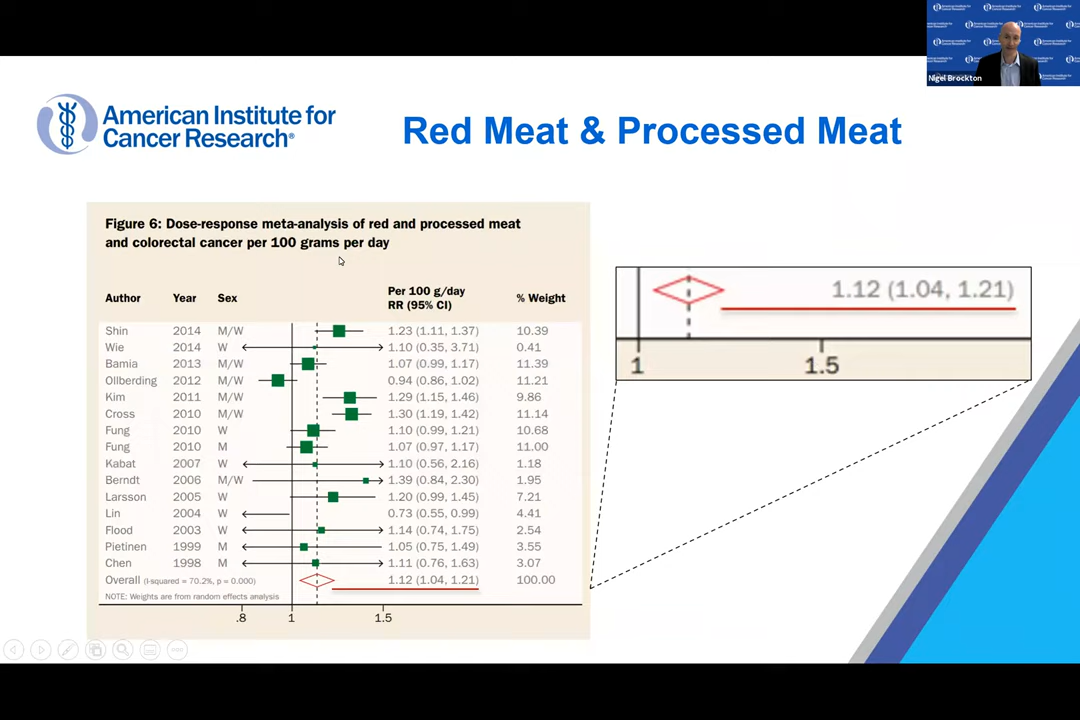 American Institute for
Cancer Research®
Red Meat & Processed Meat
Nigel Brockton
Figure 6: Dose-response meta-analysis of red and processed meat
and colorectal cancer per 100 grams per day
Author Year Sex Per 100 g/day RR (95% CI) % Weight
Shin 2014 M/W 1.23 (1.11, 1.37) 10.39
Wie 2014 W 1.10 (0.35, 3.71) 0.41
Bamia 2013 M/W 1.07 (0.99, 1.17) 11.39
Ollberding 2012 M/W 0.94 (0.86, 1.02) 11.21
Kim 2011 M/W 1.29 (1.15, 1.46) 9.86
Cross 2010 M/W 1.30 (1.19, 1.42) 11.14
Fung 2010 W 1.10 (0.99, 1.21) 10.68
Fung 2010 M 1.07 (0.97, 1.17) 11.00
Kabat 2007 W 1.10 (0.56, 2.16) 1.18
Berndt 2006 M/W 1.39 (0.84, 2.30) 1.95
Larsson 2005 W 1.20 (0.99, 1.45) 7.21
Lin 2004 W 0.73 (0.55, 0.99) 4.41
Flood 2003 W 1.14 (0.74, 1.75) 2.54
Pietinen 1999 M 1.05 (0.75, 1.49) 3.55
Chen 1998 M 1.11 (0.76, 1.63) 3.07
Overall (I-squared = 70.2%, p = 0.000) 1.12 (1.04, 1.21) 100.00
NOTE: Weights are from random effects analysis
.8 1 1.5
1.12 (1.04, 1.21)
1 1.5